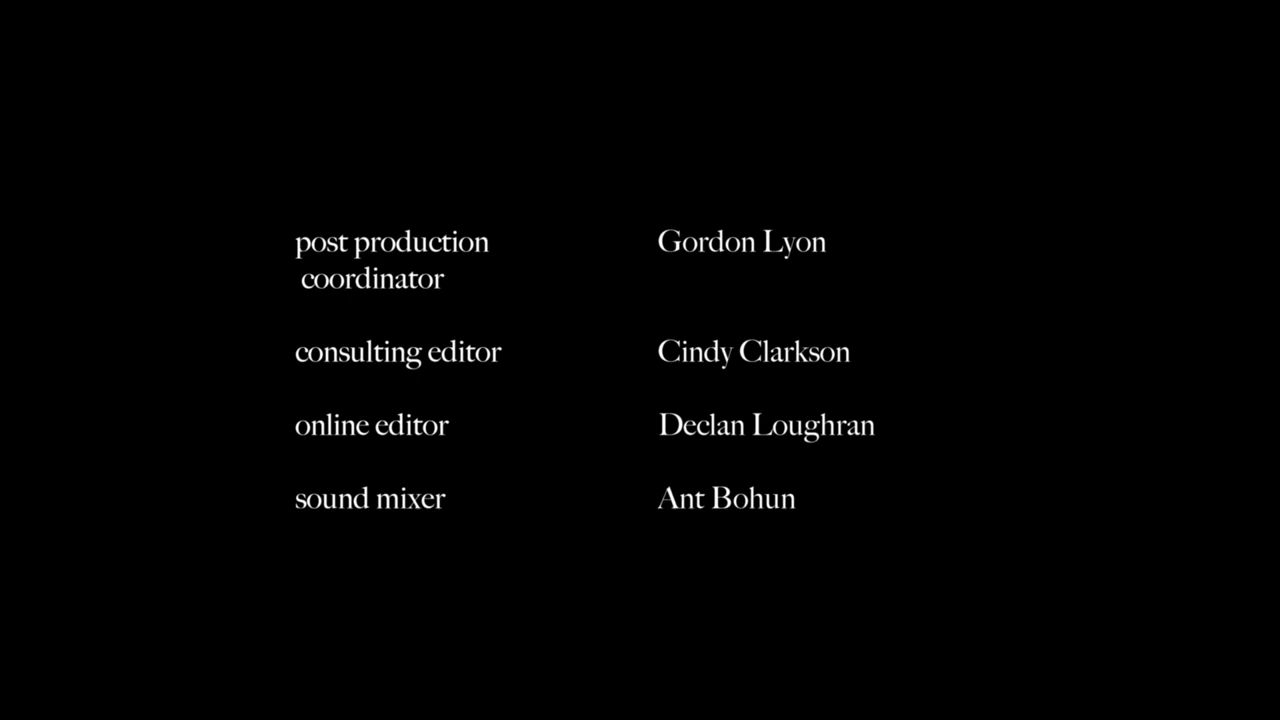 post production Gordon Lyon
coordinator
consulting editor Cindy Clarkson
online editor Declan Loughran
sound mixer Ant Bohun